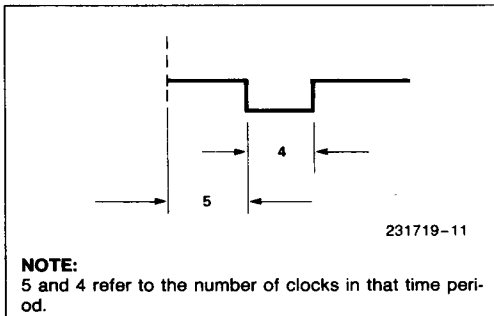 4
5
231719-11
NOTE:
5 and 4 refer to the number of clocks in that time peri-
od.